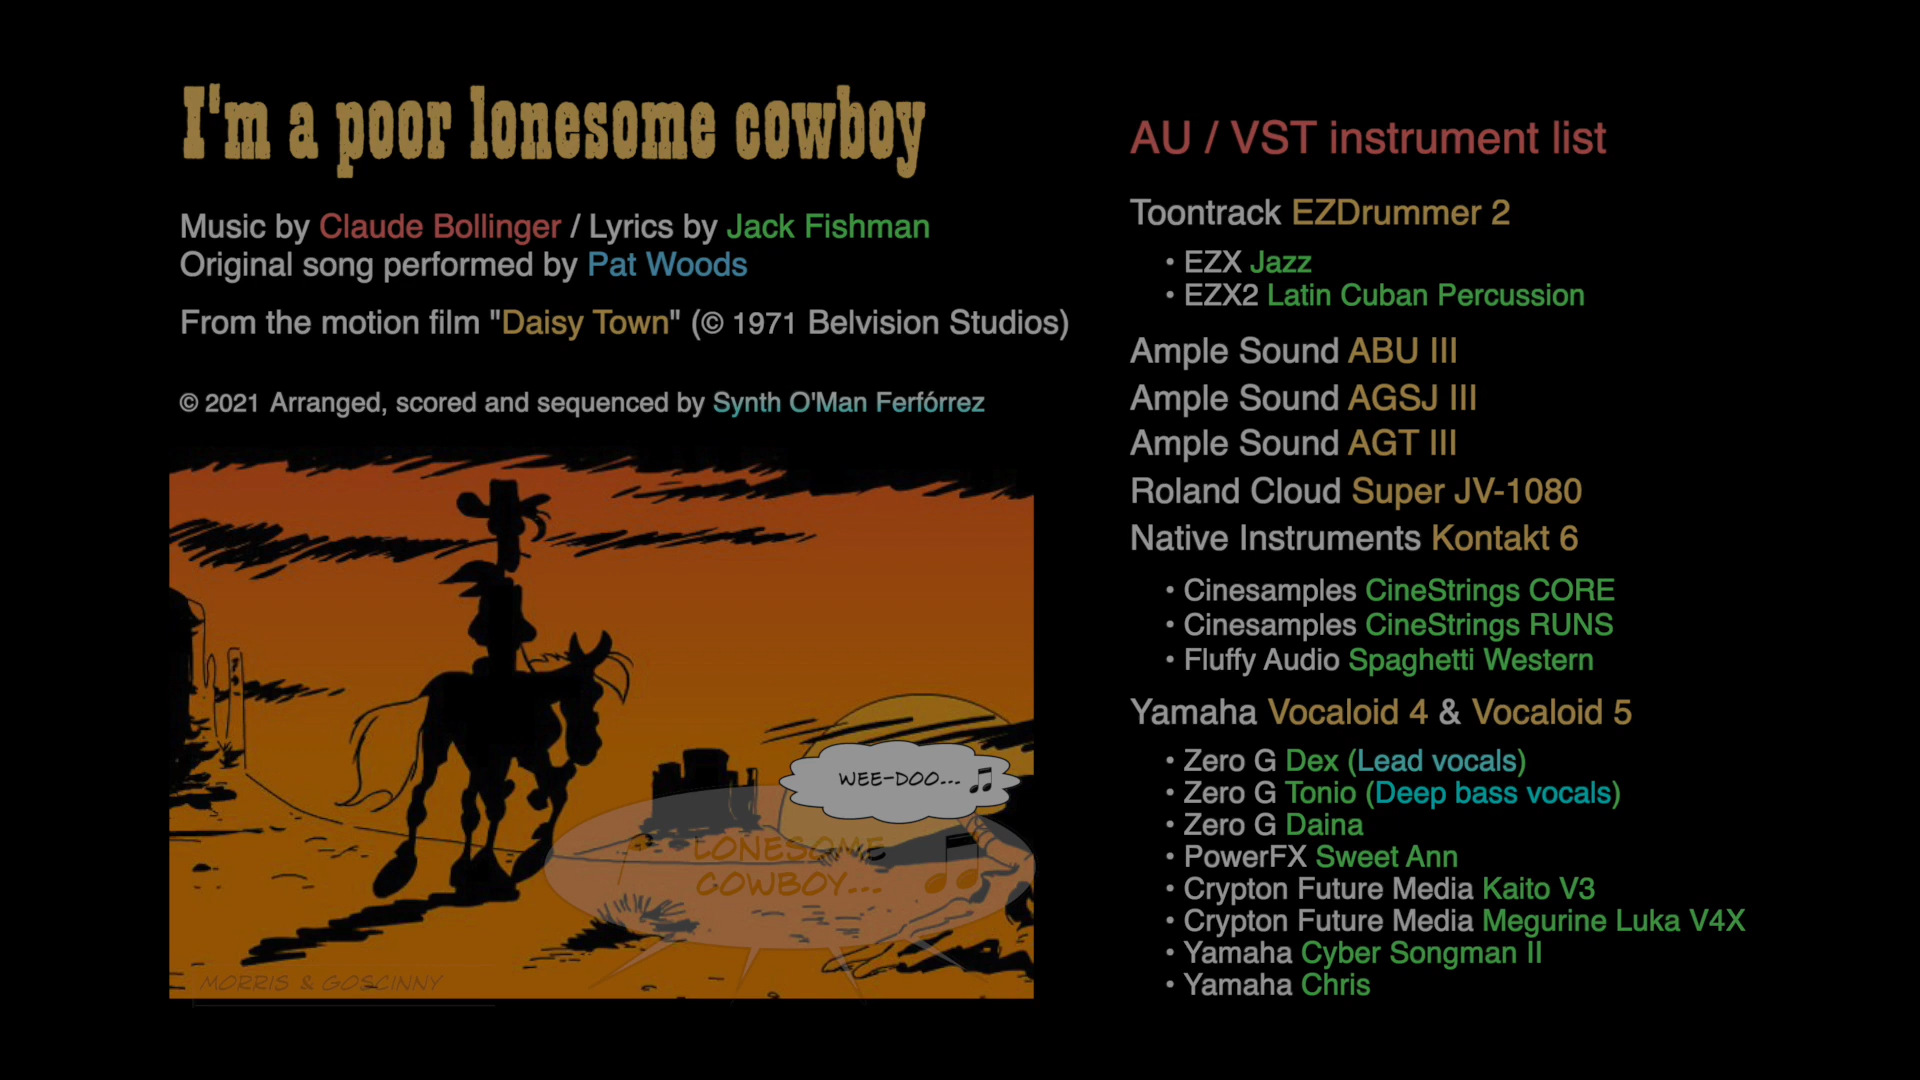 I'm a poor lonesome cowboy
Music by Claude Bollinger / Lyrics by Jack Fishman
Original song performed by Pat Woods
From the motion film "Daisy Town" (© 1971 Belvision Studios)
© 2021 Arranged, scored and sequenced by Synth O'Man Ferfórrez
WEE-DOO...
LONESOME
COWBOY...
MORRIS & GOSCINNY
AU / VST instrument list
Toontrack EZDrummer 2
• EZX Jazz
• EZX2 Latin Cuban Percussion
Ample Sound ABU III
Ample Sound AGSJ III
Ample Sound AGT III
Roland Cloud Super JV-1080
Native Instruments Kontakt 6
• Cinesamples CineStrings CORE
• Cinesamples CineStrings RUNS
• Fluffy Audio Spaghetti Western
Yamaha Vocaloid 4 & Vocaloid 5
• Zero G Dex (Lead vocals)
• Zero G Tonio (Deep bass vocals)
• Zero G Daina
• PowerFX Sweet Ann
• Crypton Future Media Kaito V3
• Crypton Future Media Megurine Luka V4X
• Yamaha Cyber Songman II
• Yamaha Chris